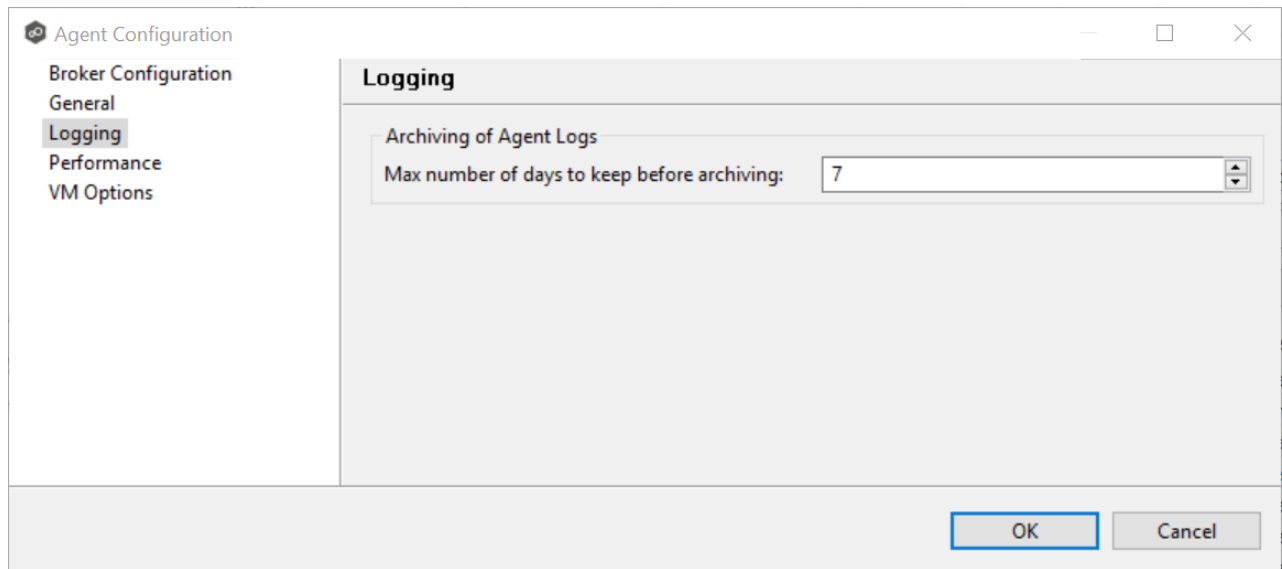 Agent Configuration
Broker Configuration
General
Logging
Performance
VM Options
Logging
Archiving of Agent Logs
Max number of days to keep before archiving: 7
OK Cancel